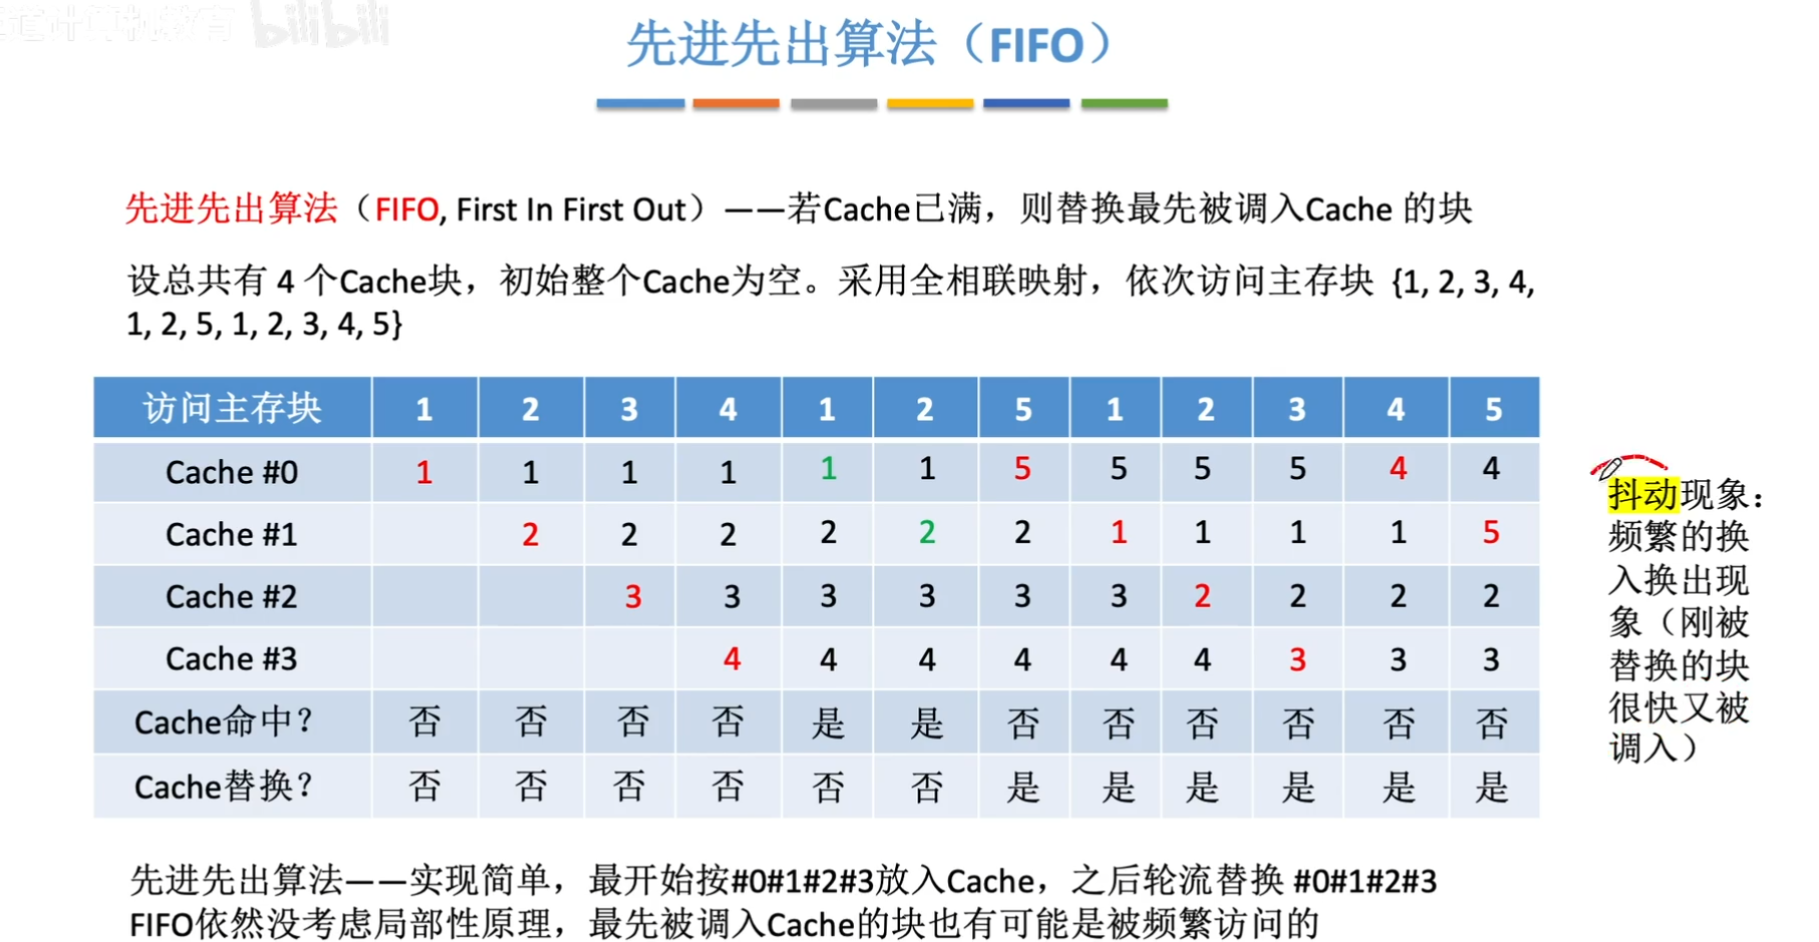 道计算机教育 bilibili
先进先出算法（FIFO）
先进先出算法（FIFO, First In First Out）——若Cache已满，则替换最先被调入Cache 的块
设总共有 4 个Cache块，初始整个Cache为空。采用全相联映射，依次访问主存块 {1, 2, 3, 4,
1, 2, 5, 1, 2, 3, 4, 5}
访问主存块 1 2 3 4 1 2 5 1 2 3 4 5
Cache #0 1 1 1 1 1 1 5 5 5 5 4 4
Cache #1 2 2 2 2 2 2 1 1 1 1 5
Cache #2 3 3 3 3 3 3 2 2 2 2
Cache #3 4 4 4 4 4 4 3 3 3
Cache命中？ 否 否 否 否 是 是 否 否 否 否 否 否
Cache替换？ 否 否 否 否 否 否 是 是 是 是 是 是
抖动现象：
频繁的换
入换出现
象（刚被
替换的块
很快又被
调入）
先进先出算法——实现简单，最开始按#0#1#2#3放入Cache，之后轮流替换 #0#1#2#3
FIFO依然没考虑局部性原理，最先被调入Cache的块也有可能是被频繁访问的